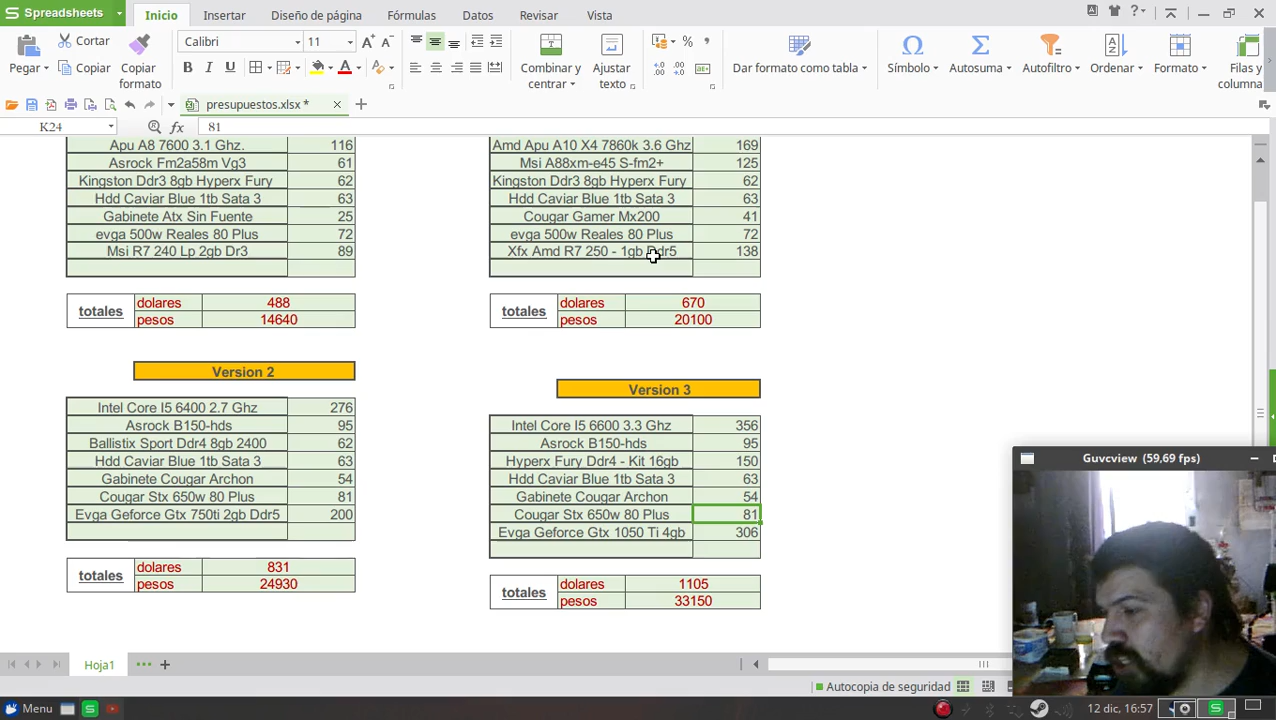 Spreadsheets
Inicio Insertar Diseño de página Fórmulas Datos Revisar Vista
Pegar Cortar Copiar Copiar formato Calibri 11 Combinar y centrar Ajustar texto Dar formato como tabla Símbolo Autosuma Autofiltro Ordenar Formato Filas y columna
presupuestos.xlsx *
K24 fx 81
Apu A8 7600 3.1 Ghz. 116
Asrock Fm2a58m Vg3 61
Kingston Ddr3 8gb Hyperx Fury 62
Hdd Caviar Blue 1tb Sata 3 63
Gabinete Atx Sin Fuente 25
evga 500w Reales 80 Plus 72
Msi R7 240 Lp 2gb Dr3 89
totales dolares 488
pesos 14640
Amd Apu A10 X4 7860k 3.6 Ghz 169
Msi A88xm-e45 S-fm2+ 125
Kingston Ddr3 8gb Hyperx Fury 62
Hdd Caviar Blue 1tb Sata 3 63
Cougar Gamer Mx200 41
evga 500w Reales 80 Plus 72
Xfx Amd R7 250 - 1gb Ddr5 138
totales dolares 670
pesos 20100
Version 2
Intel Core I5 6400 2.7 Ghz 276
Asrock B150-hds 95
Ballistix Sport Ddr4 8gb 2400 62
Hdd Caviar Blue 1tb Sata 3 63
Gabinete Cougar Archon 54
Cougar Stx 650w 80 Plus 81
Evga Geforce Gtx 750ti 2gb Ddr5 200
totales dolares 831
pesos 24930
Version 3
Intel Core I5 6600 3.3 Ghz 356
Asrock B150-hds 95
Hyperx Fury Ddr4 - Kit 16gb 150
Hdd Caviar Blue 1tb Sata 3 63
Gabinete Cougar Archon 54
Cougar Stx 650w 80 Plus 81
Evga Geforce Gtx 1050 Ti 4gb 306
totales dolares 1105
pesos 33150
Guvcview (59,69 fps)
Hoja1
Autocopia de seguridad
Menu 12 dic, 16:57